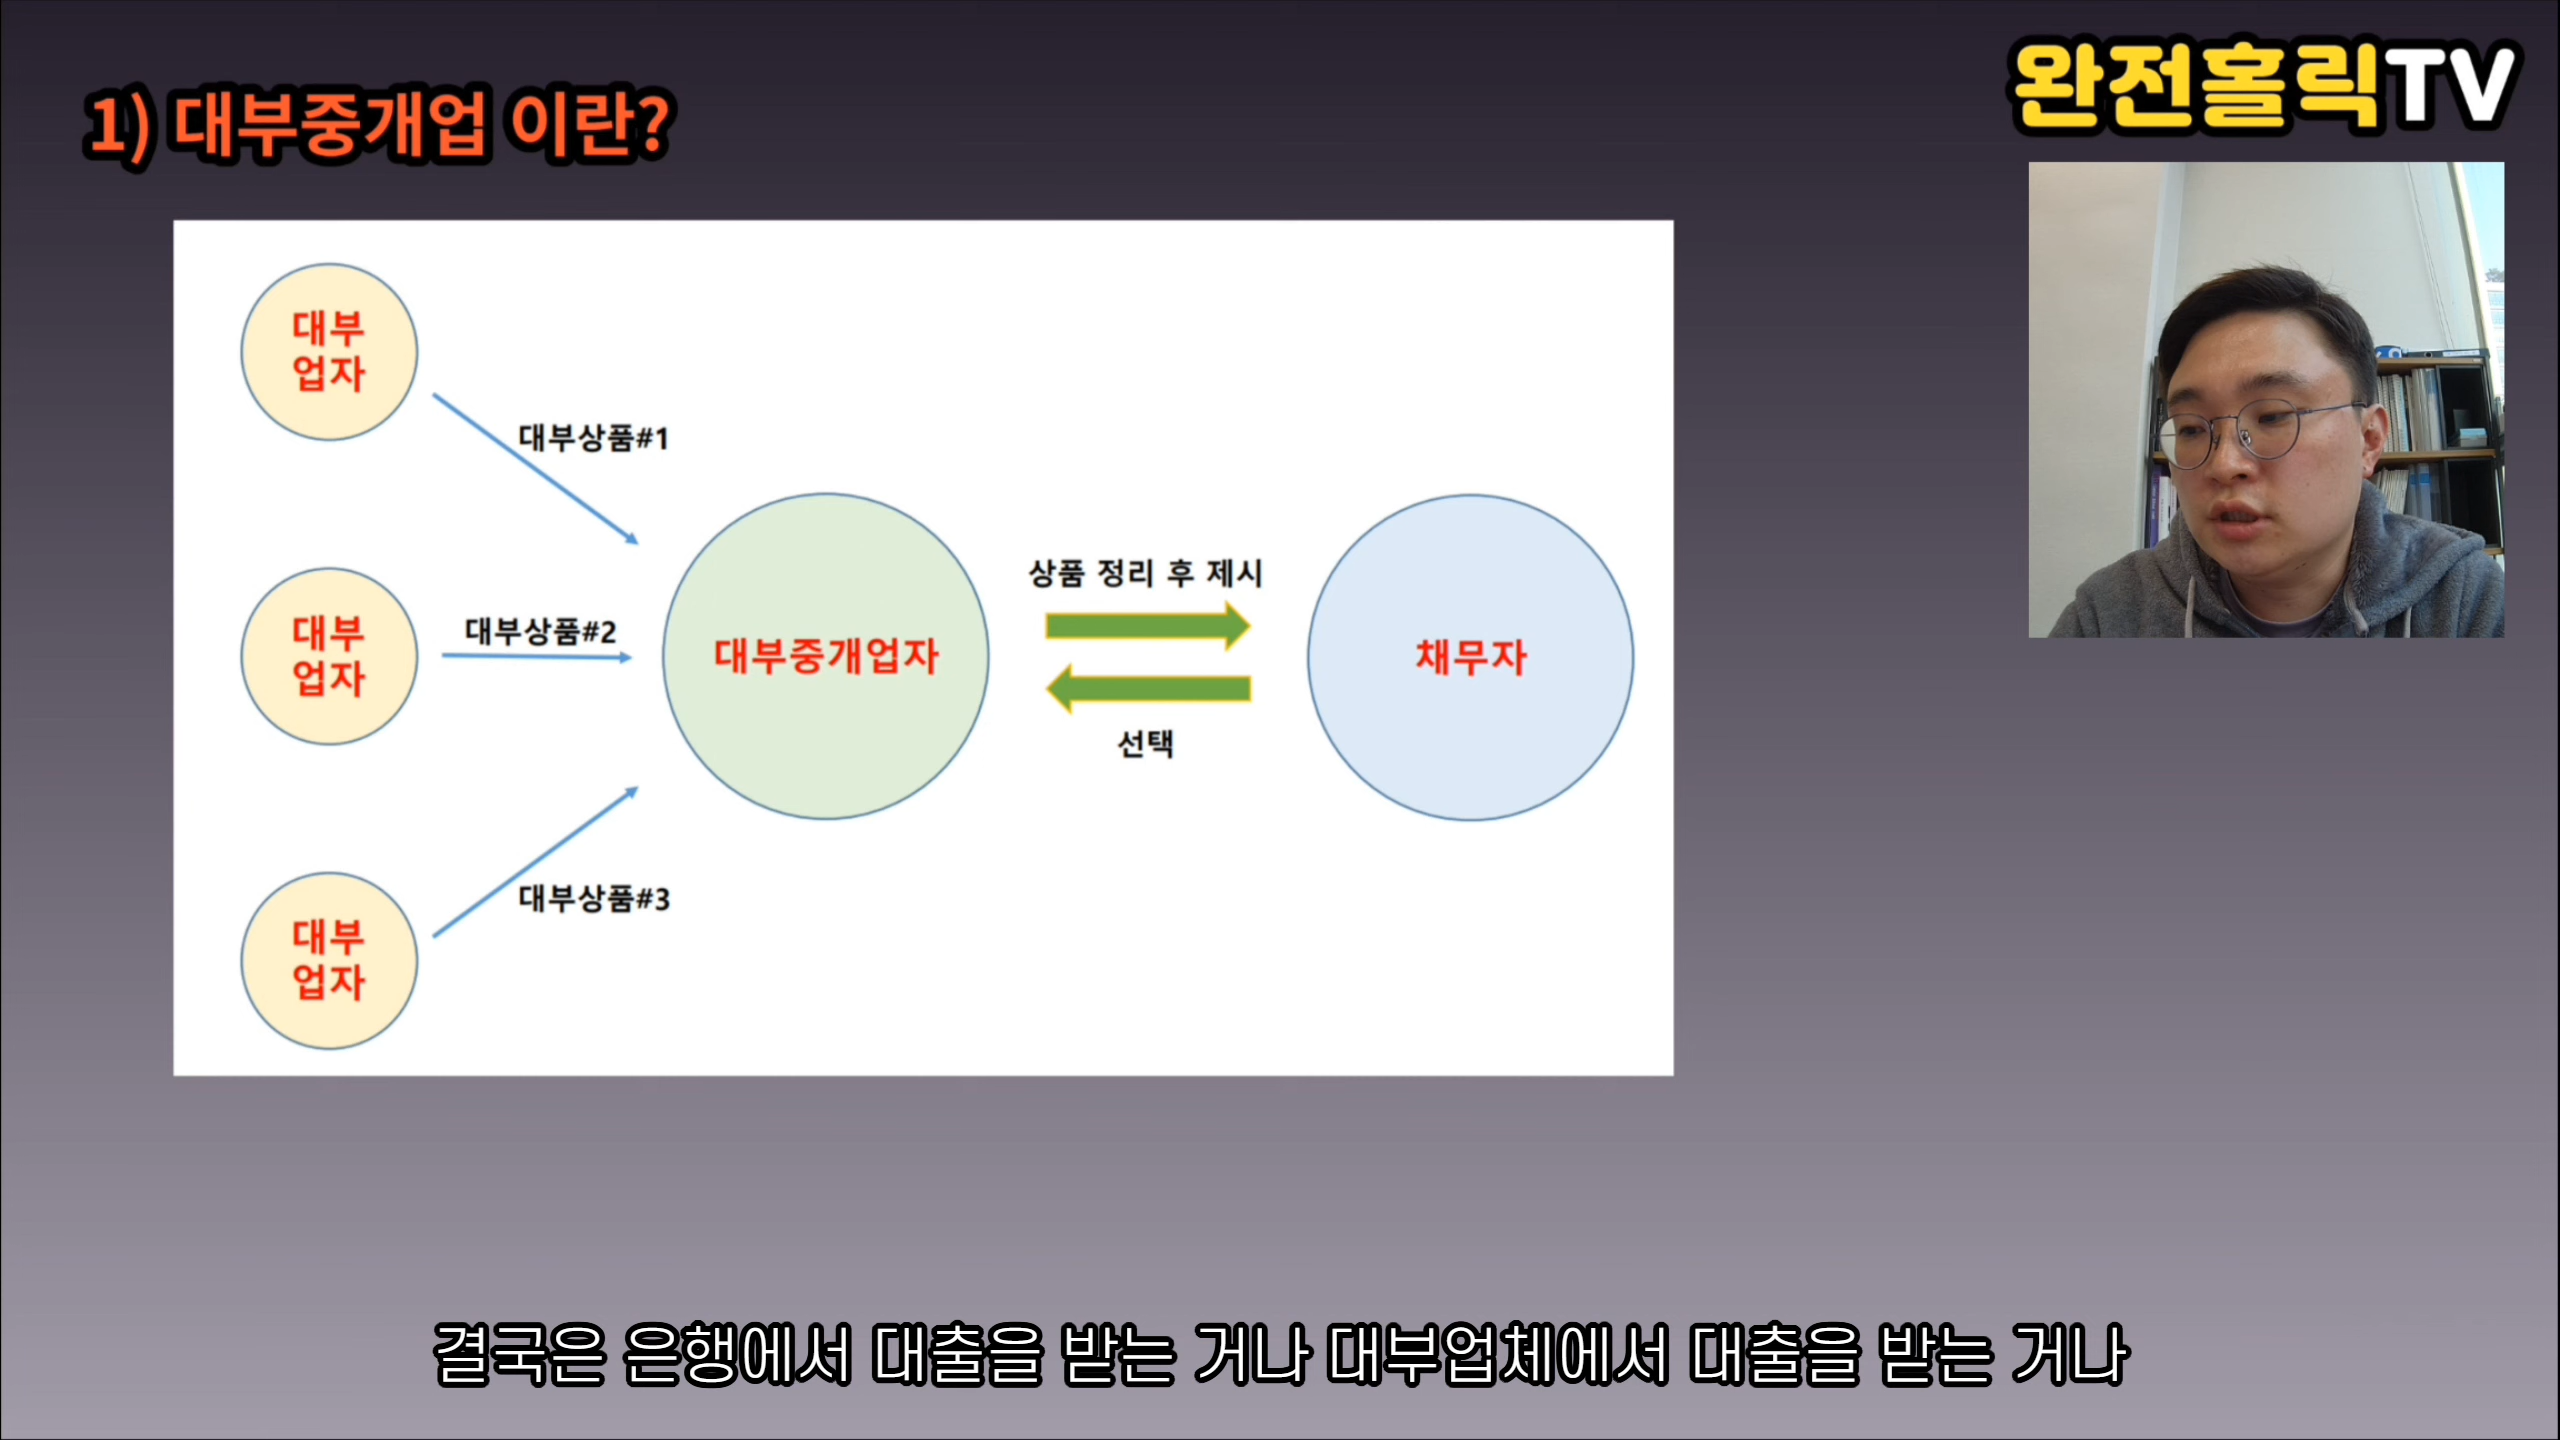 1) 대부중개업 이란?
완전홀릭TV
대부
업자
대부상품#1
대부
업자
대부상품#2
대부
업자
대부상품#3
대부중개업자
상품 정리 후 제시
선택
채무자
결국은 은행에서 대출을 받는 거나 대부업체에서 대출을 받는 거나